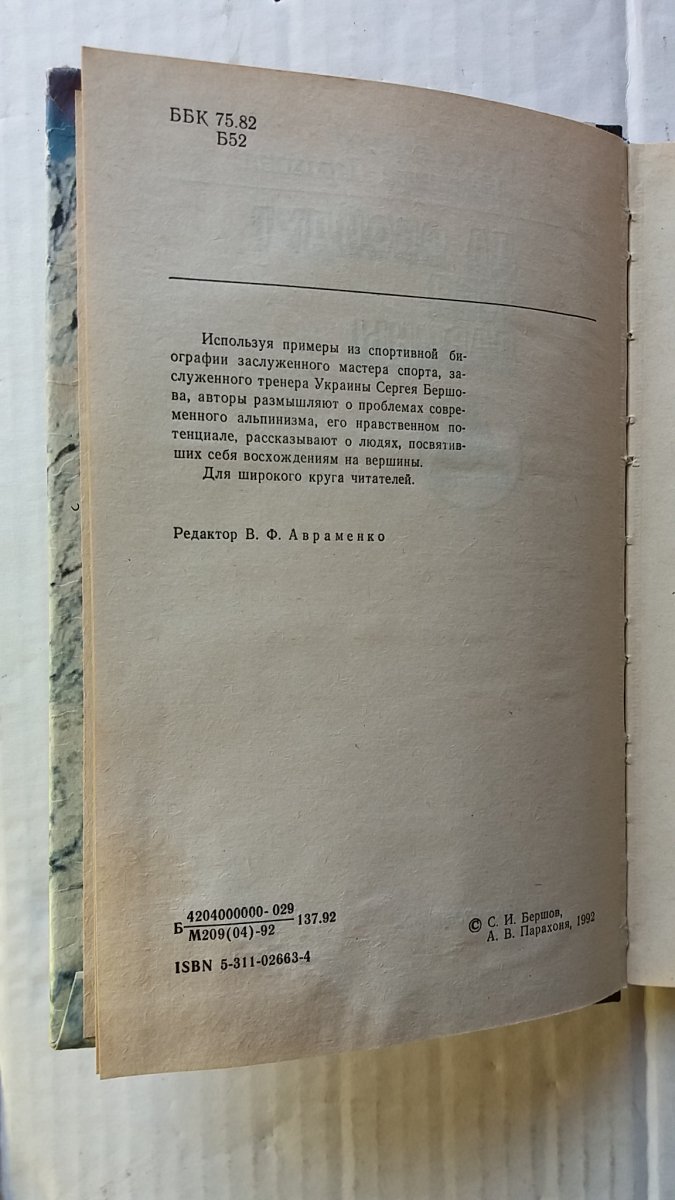 ББК 75.82
Б52
Используя примеры из спортивной би-
ографии заслуженного мастера спорта, за-
служенного тренера Украины Сергея Бершо-
ва, авторы размышляют о проблемах совре-
менного альпинизма, его нравственном по-
тенциале, рассказывают о людях, посвятив-
ших себя восхождениям на вершины.
Для широкого круга читателей.
Редактор В. Ф. Авраменко
4204000000-029
Б 137.92
М209(04)-92
ISBN 5-311-02663-4
© С. И. Бершов,
А. В. Парахоня, 1992